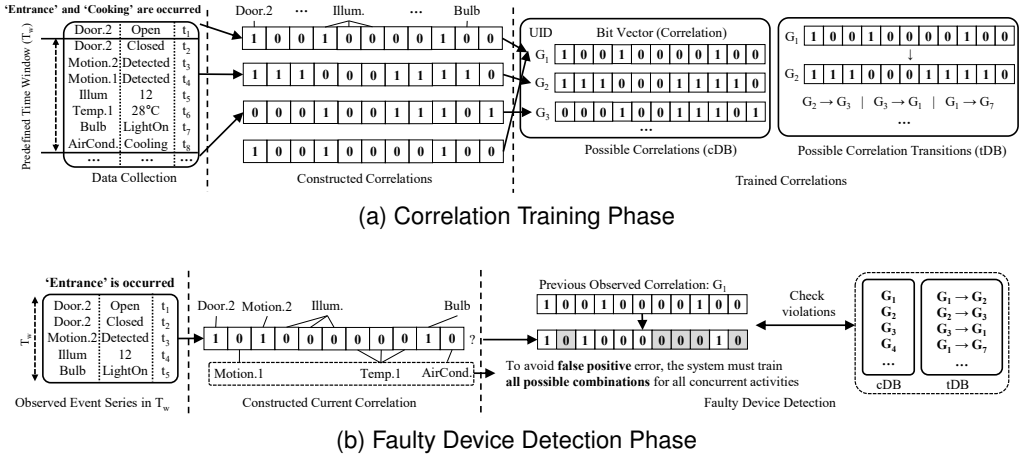 'Entrance' and 'Cooking' are occurred
Predefined Time Window (Tw)
Door.2 Open t1
Door.2 Closed t2
Motion.2 Detected t3
Motion.1 Detected t4
Illum 12 t5
Temp.1 28°C t6
Bulb LightOn t7
AirCond. Cooling t8
... ... ...
Data Collection
Door.2 ... Illum. ... Bulb
1 0 0 1 0 0 0 0 1 0 0
1 1 1 0 0 0 1 1 1 1 0
0 0 0 1 0 0 1 1 1 0 1
1 0 0 1 0 0 0 0 1 0 0
Constructed Correlations
UID Bit Vector (Correlation)
G1 1 0 0 1 0 0 0 0 1 0 0
G2 1 1 1 0 0 0 1 1 1 1 0
G3 0 0 0 1 0 0 1 1 1 0 1
...
Possible Correlations (cDB)
G1 1 0 0 1 0 0 0 0 1 0 0
↓
G2 1 1 1 0 0 0 1 1 1 1 0
G2 → G3 | G3 → G1 | G1 → G7
...
Possible Correlation Transitions (tDB)
Trained Correlations
(a) Correlation Training Phase
'Entrance' is occurred
Tw
Door.2 Open t1
Door.2 Closed t2
Motion.2 Detected t3
Illum 12 t4
Bulb LightOn t5
Observed Event Series in Tw
Door.2 Motion.2 Illum. Bulb
1 0 1 0 0 0 0 0 0 1 0 ?
Motion.1 Temp.1 AirCond.
Constructed Current Correlation
Previous Observed Correlation: G1
1 0 0 1 0 0 0 0 1 0 0
1 0 1 0 0 0 0 0 0 1 0
To avoid false positive error, the system must train
all possible combinations for all concurrent activities
Check
violations
G1
G2
G3
G4
...
cDB
G1 → G2
G2 → G3
G3 → G1
G1 → G7
...
tDB
Faulty Device Detection
(b) Faulty Device Detection Phase